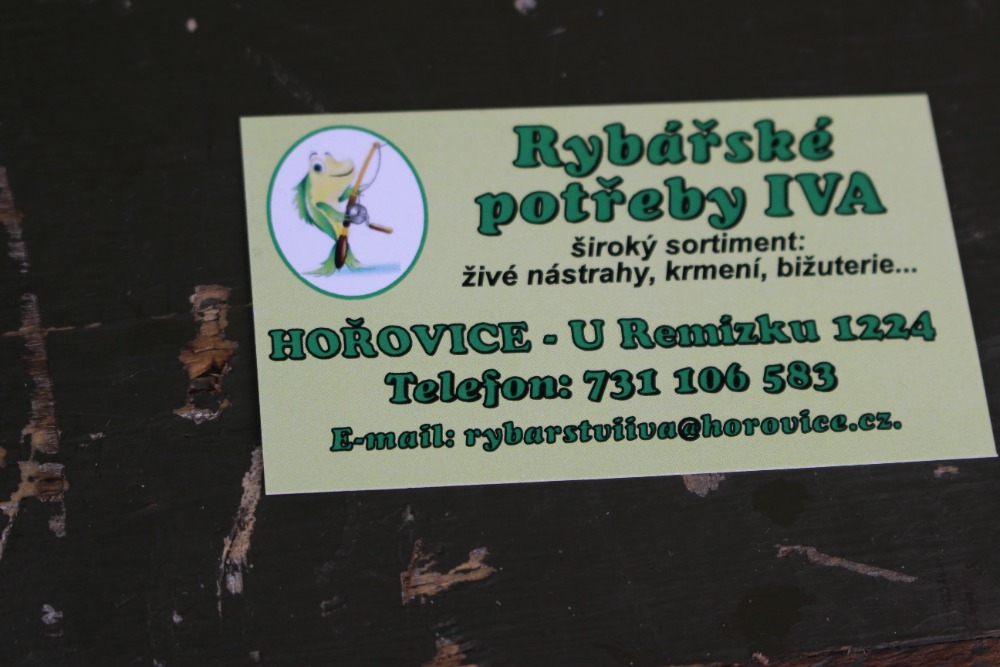 Rybářské
potřeby IVA
široký sortiment:
živé nástrahy, krmení, bižuterie...
HOŘOVICE - U Remízku 1224
Telefon: 731 106 583
E-mail: rybarstviiva@horovice.cz.